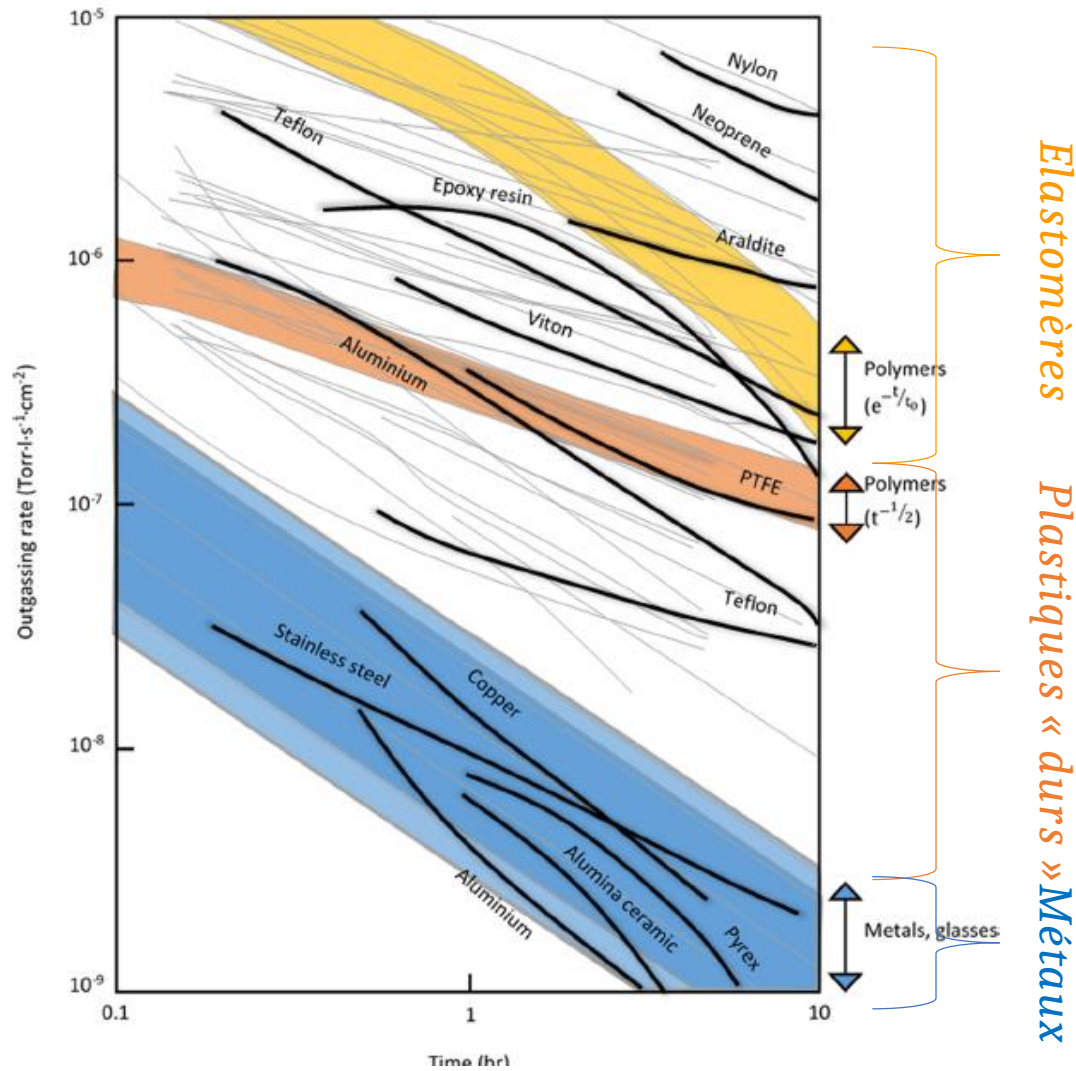 10-5
Nylon
Neoprene
Teflon
Epoxy resin
Araldite
10-6
Viton
Aluminium
Polymers
(e−t/t0)
PTFE
Polymers
(t−1/2)
10-7
Teflon
Stainless steel
Copper
10-8
Alumina ceramic
Aluminium
Pyrex
Metals, glasses
10-9
0.1
1
10
Time (hr)
Outgassing rate (Torr·l·s-1·cm-2)
Elastomères
Plastiques « durs »
Métaux